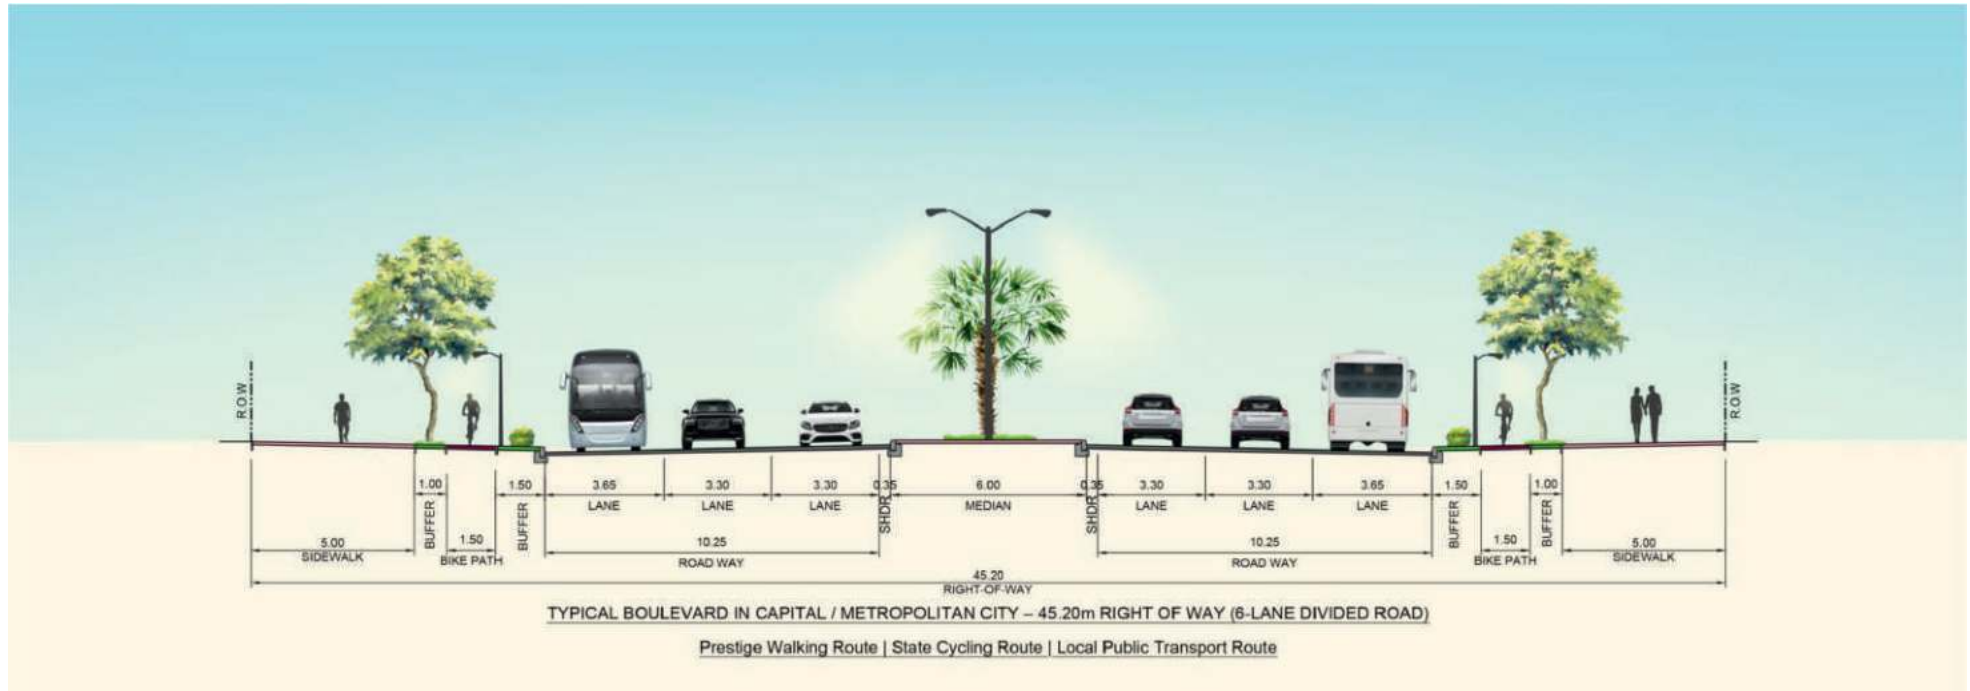 R.O.W
R.O.W
1.00
1.50
3.65
3.30
3.30
0.35
6.00
0.35
3.30
3.30
3.65
1.50
1.00
LANE
LANE
LANE
MEDIAN
LANE
LANE
LANE
BUFFER
BUFFER
SHDR
SHDR
BUFFER
BUFFER
5.00
1.50
10.25
10.25
1.50
5.00
SIDEWALK
BIKE PATH
ROAD WAY
ROAD WAY
BIKE PATH
SIDEWALK
45.20
RIGHT-OF-WAY
TYPICAL BOULEVARD IN CAPITAL / METROPOLITAN CITY – 45.20m RIGHT OF WAY (6-LANE DIVIDED ROAD)
Prestige Walking Route | State Cycling Route | Local Public Transport Route